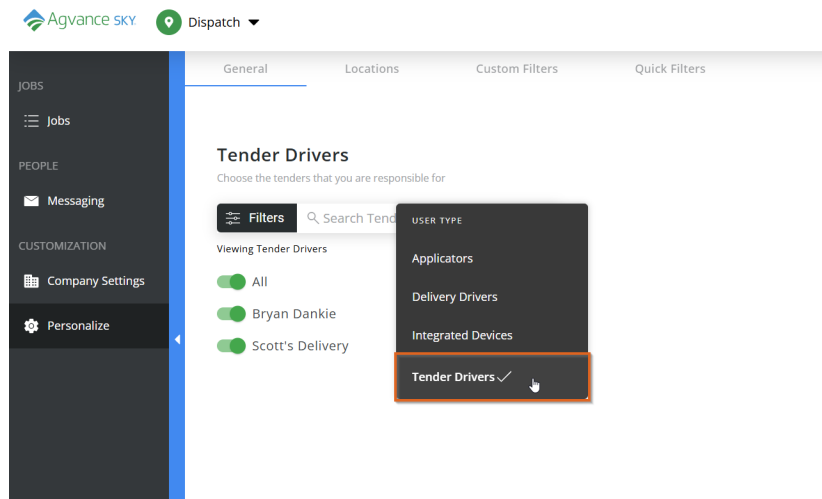 Agvance SKY
Dispatch
General Locations Custom Filters Quick Filters
JOBS
Jobs
PEOPLE
Messaging
CUSTOMIZATION
Company Settings
Personalize
Tender Drivers
Choose the tenders that you are responsible for
Filters
Search Tend
Viewing Tender Drivers
All
Bryan Dankie
Scott's Delivery
USER TYPE
Applicators
Delivery Drivers
Integrated Devices
Tender Drivers